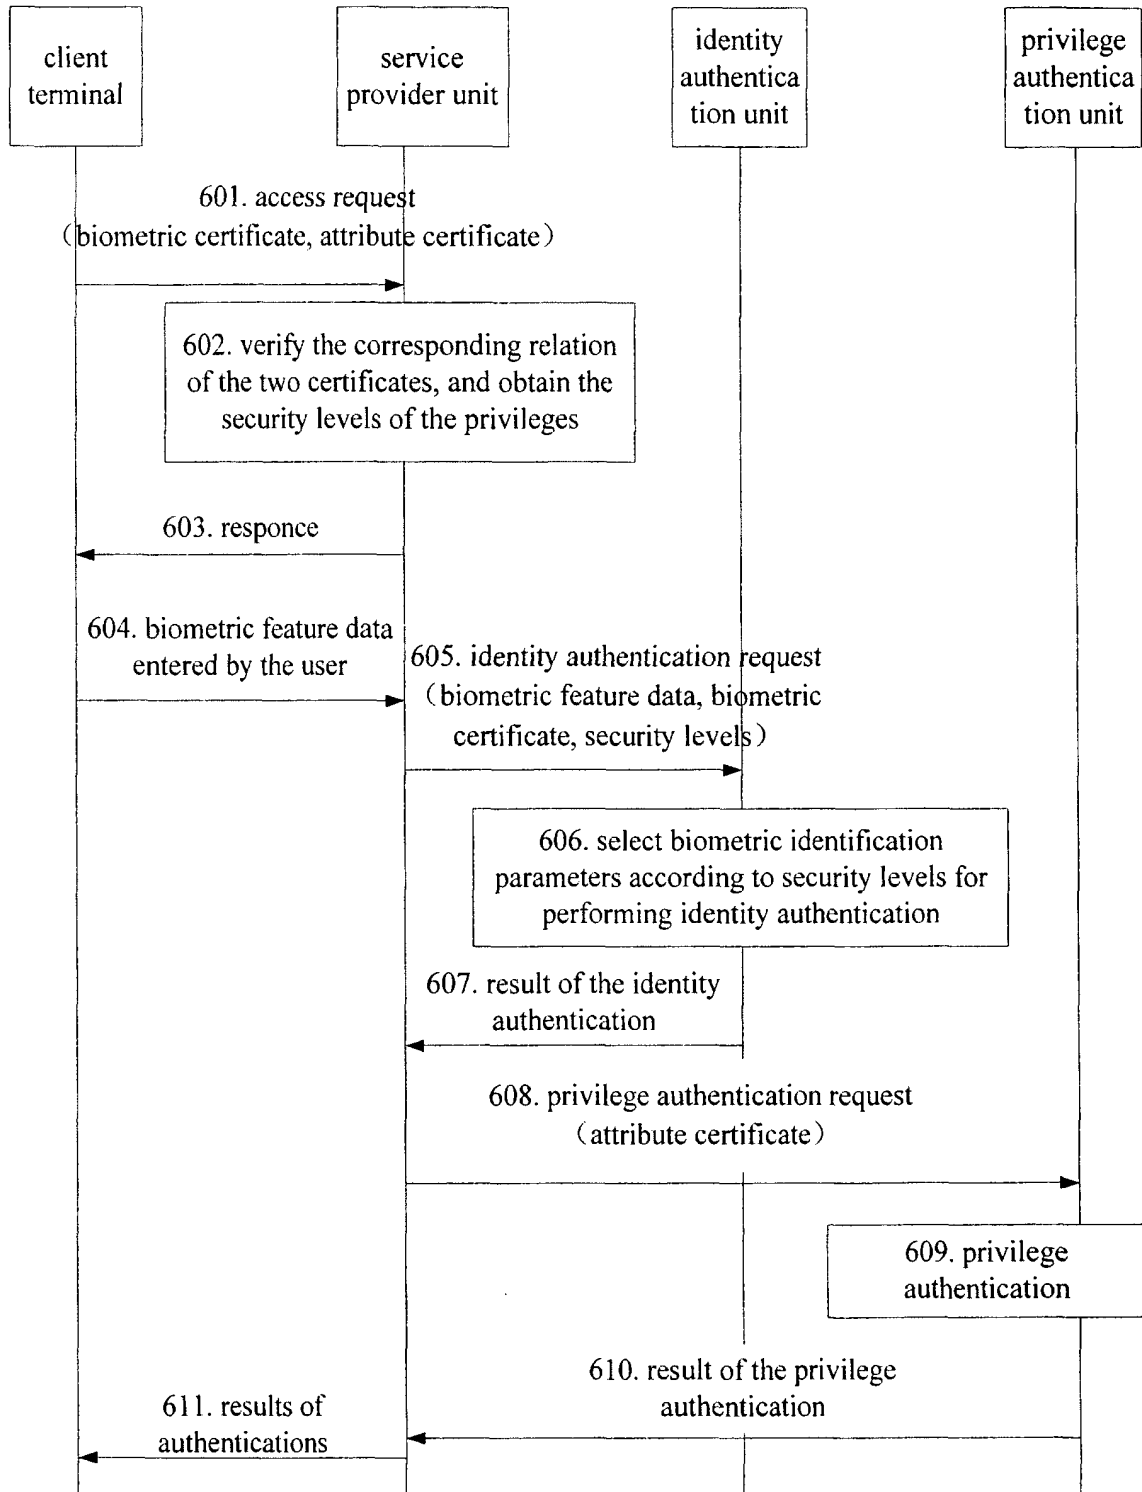 client
terminal
service
provider unit
identity
authentica
tion unit
privilege
authentica
tion unit
601. access request
（biometric certificate, attribute certificate）
602. verify the corresponding relation
of the two certificates, and obtain the
security levels of the privileges
603. responce
604. biometric feature data
entered by the user
605. identity authentication request
（biometric feature data, biometric
certificate, security levels）
606. select biometric identification
parameters according to security levels for
performing identity authentication
607. result of the identity
authentication
608. privilege authentication request
（attribute certificate）
609. privilege
authentication
610. result of the privilege
authentication
611. results of
authentications